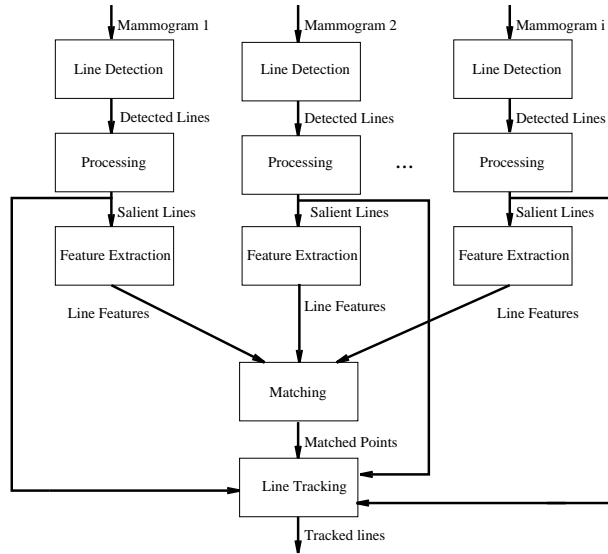 Mammogram 1 Mammogram 2 Mammogram i
Line Detection Line Detection Line Detection
Detected Lines Detected Lines Detected Lines
Processing Processing ... Processing
Salient Lines Salient Lines Salient Lines
Feature Extraction Feature Extraction Feature Extraction
Line Features Line Features Line Features
Matching
Matched Points
Line Tracking
Tracked lines